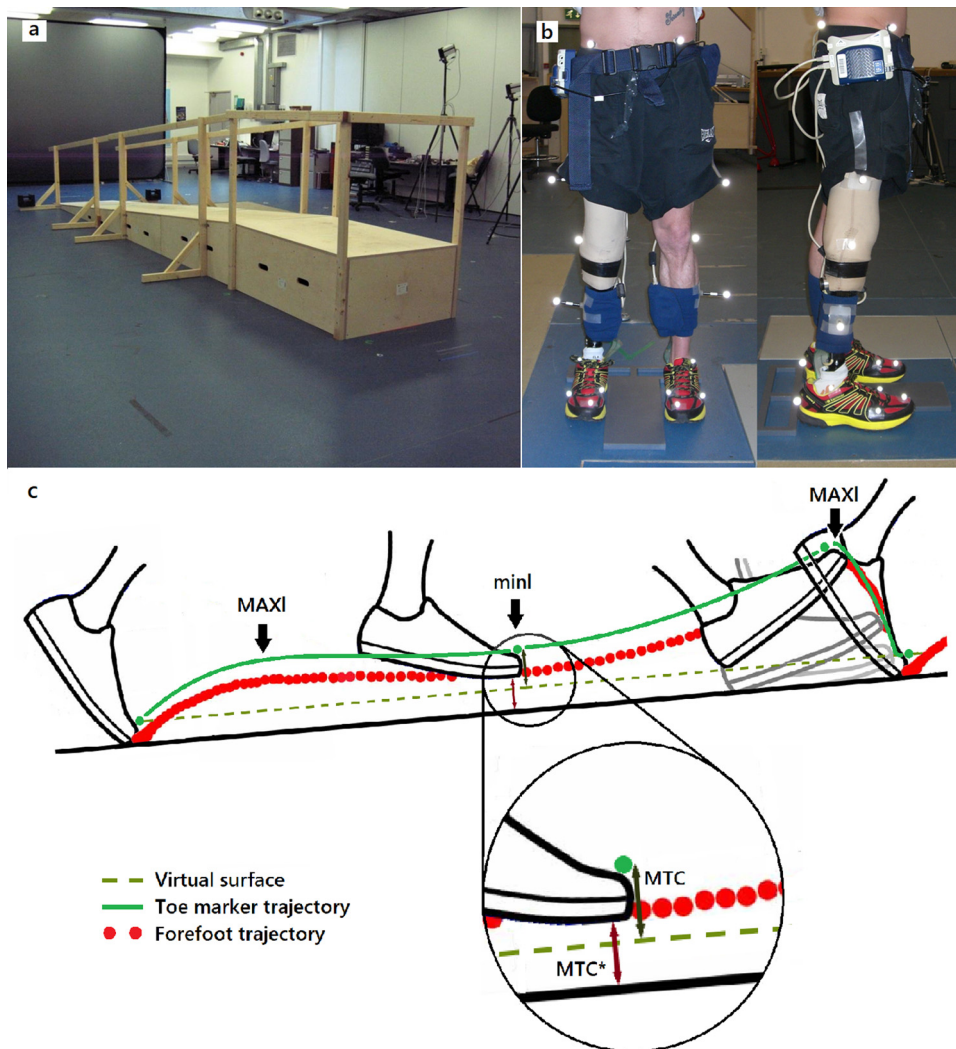 a
b
c
MAXl
minl
MAXl
MTC
MTC*
Virtual surface
Toe marker trajectory
Forefoot trajectory